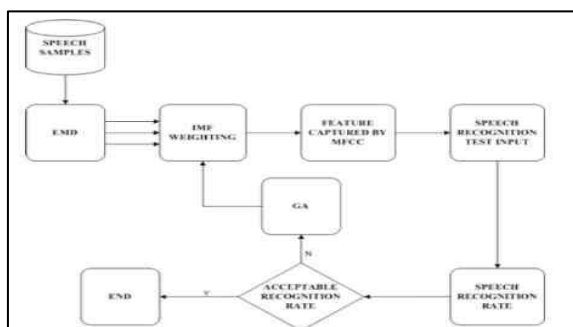 SPEECH
SAMPLES
EMD
IMF
WEIGHTING
FEATURE
CAPTURED BY
MFCC
SPEECH
RECOGNITION
TEST INPUT
GA
N
END
Y
ACCEPTABLE
RECOGNITION
RATE
SPEECH
RECOGNITION
RATE